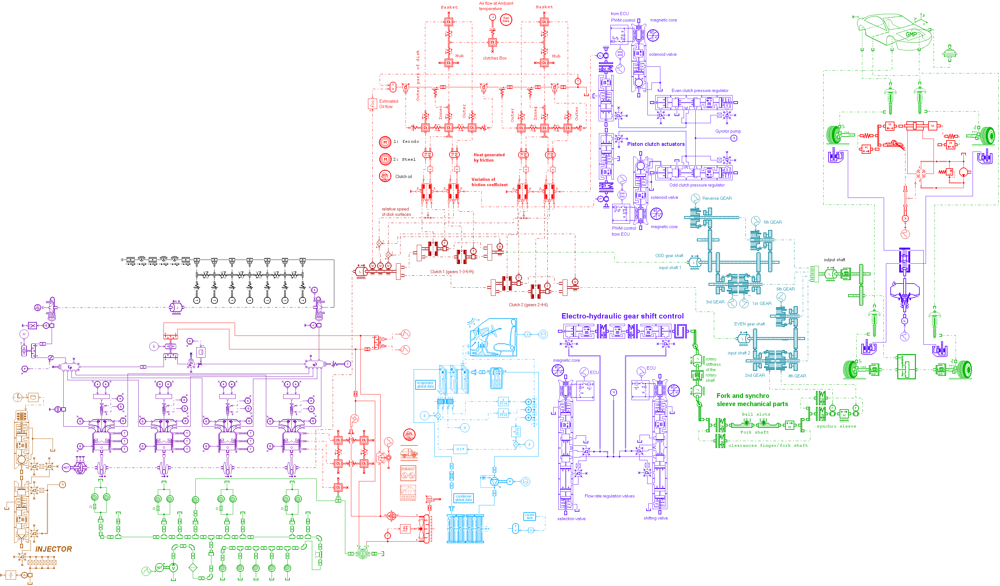 Basket
Air flow at Ambient
temperature
Gas
Data
Basket
Hub
clutches Box
Hub
Outer part of disk
Estimated
Oil flow
f(x)
Inner
Outer
Outer
Inner
Outer
1: ferodo
2: Steel
Clutch oil
Heat generated
by friction
Variation of
friction coefficient
relative speed
of disk surfaces
Clutch 1 (gears 1-3-5-R)
Clutch 2 (gears 2-4-6)
from ECU
PWM control
magnetic core
solenoid valve
Even clutch pressure regulator
Gyrotor pump
Piston clutch actuators
Odd clutch pressure regulator
solenoid valve
PWM control
from ECU
magnetic core
GMP
Reverse GEAR
5th GEAR
ODD gear shaft
input shaft 1
output shaft
3rd GEAR
1st GEAR
6th GEAR
EVEN gear shaft
input shaft 2
2nd GEAR
4th GEAR
Electro-hydraulic gear shift control
magnetic core
ECU
ECU
Flow rate regulation valves
selection valve
shifting valve
rotary
stiffness
of the
rotary
shaft
Fork and synchro
sleeve mechanical parts
Ball slots
Fork shaft
synchro sleeve
clearances finger/fork shaft
evaporator
global data
P.I.D.
condenser
global data
SYSTEM
DATA
AMBIENT
TA PA
MISSION
PROFILE
MOT
INJECTOR
MOT